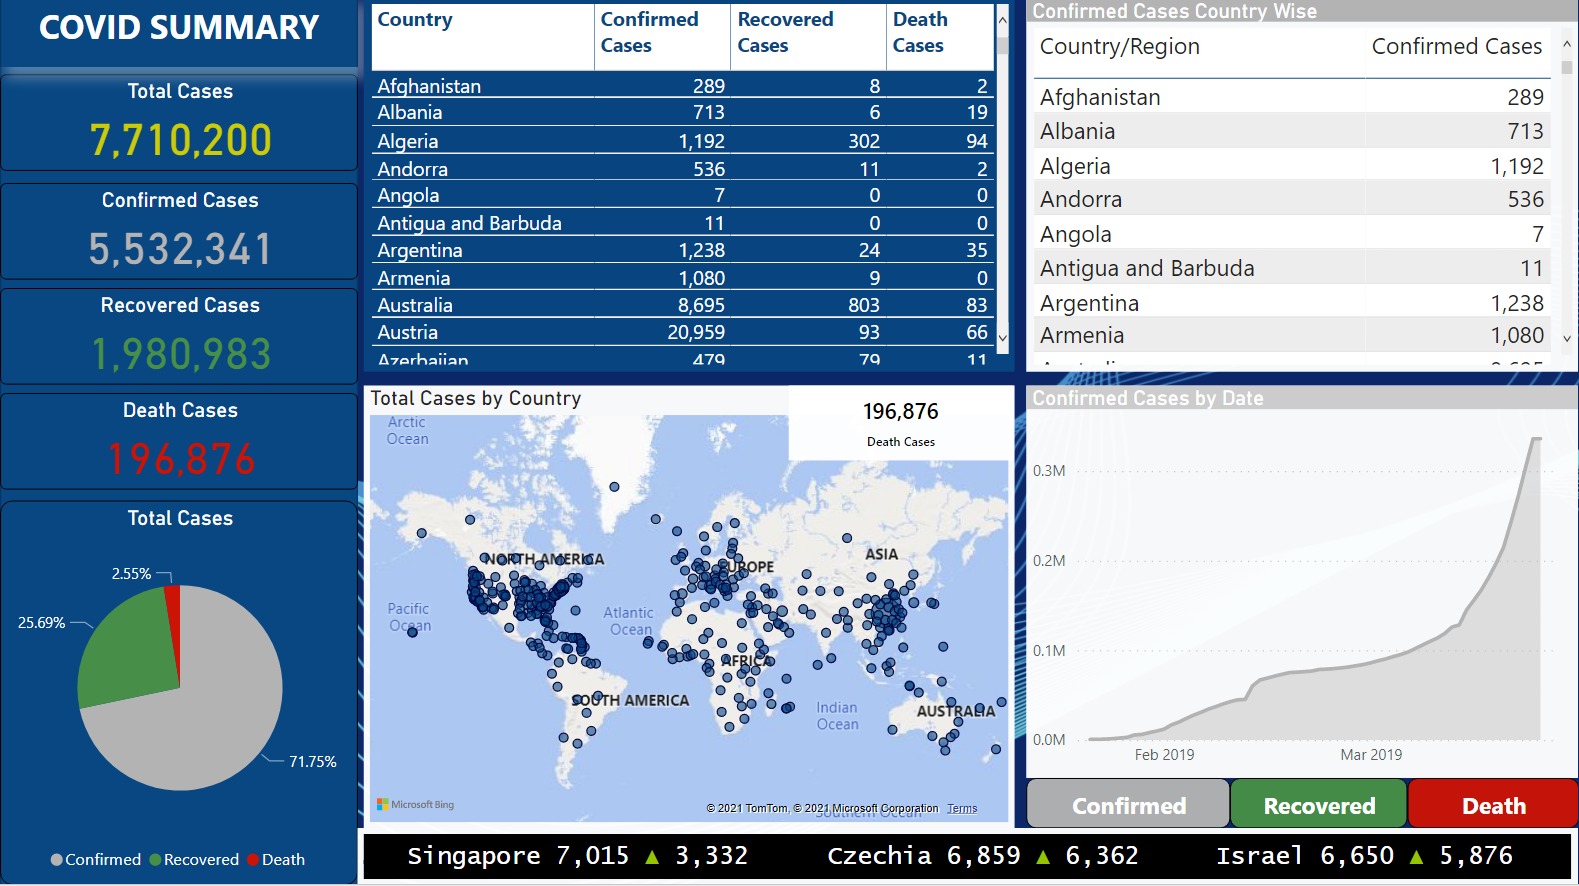 COVID SUMMARY
Total Cases
7,710,200
Confirmed Cases
5,532,341
Recovered Cases
1,980,983
Death Cases
196,876
Total Cases
2.55%
25.69%
71.75%
Confirmed Recovered Death
Country Confirmed Cases Recovered Cases Death Cases
Afghanistan 289 8 2
Albania 713 6 19
Algeria 1,192 302 94
Andorra 536 11 2
Angola 7 0 0
Antigua and Barbuda 11 0 0
Argentina 1,238 24 35
Armenia 1,080 9 0
Australia 8,695 803 83
Austria 20,959 93 66
Azerbaijan 479 79 11
Confirmed Cases Country Wise
Country/Region Confirmed Cases
Afghanistan 289
Albania 713
Algeria 1,192
Andorra 536
Angola 7
Antigua and Barbuda 11
Argentina 1,238
Armenia 1,080
Total Cases by Country
196,876
Death Cases
Arctic
Ocean
NORTH AMERICA
EUROPE
ASIA
Pacific
Ocean
Atlantic
Ocean
AFRICA
SOUTH AMERICA
Indian
Ocean
AUSTRALIA
Microsoft Bing
© 2021 TomTom, © 2021 Microsoft Corporation Terms
Southern Ocean
Confirmed Cases by Date
0.3M
0.2M
0.1M
0.0M
Feb 2019 Mar 2019
Confirmed Recovered Death
Singapore 7,015 ▲ 3,332 Czechia 6,859 ▲ 6,362 Israel 6,650 ▲ 5,876